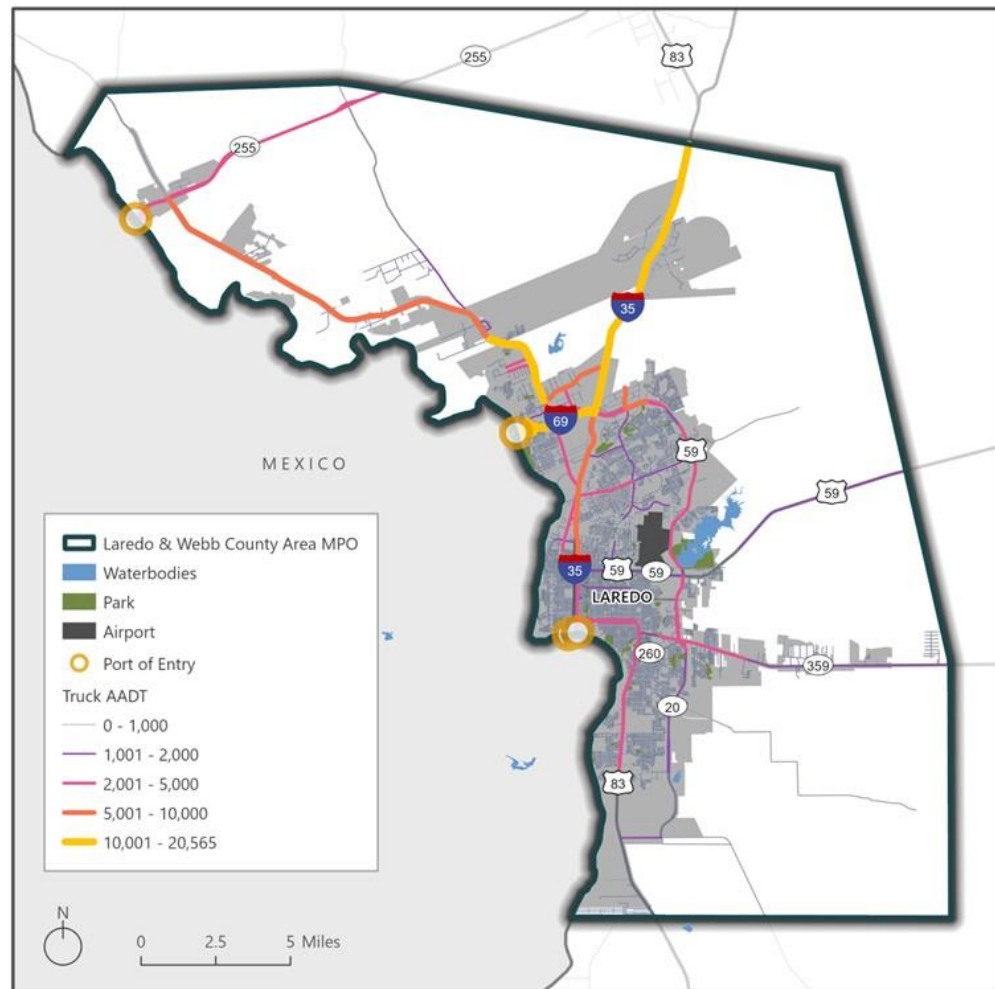 255
83
255
35
69
59
MEXICO
59
35
59
59
LAREDO
260
359
20
83
Laredo & Webb County Area MPO
Waterbodies
Park
Airport
Port of Entry
Truck AADT
0 - 1,000
1,001 - 2,000
2,001 - 5,000
5,001 - 10,000
10,001 - 20,565
N
0 2.5 5 Miles